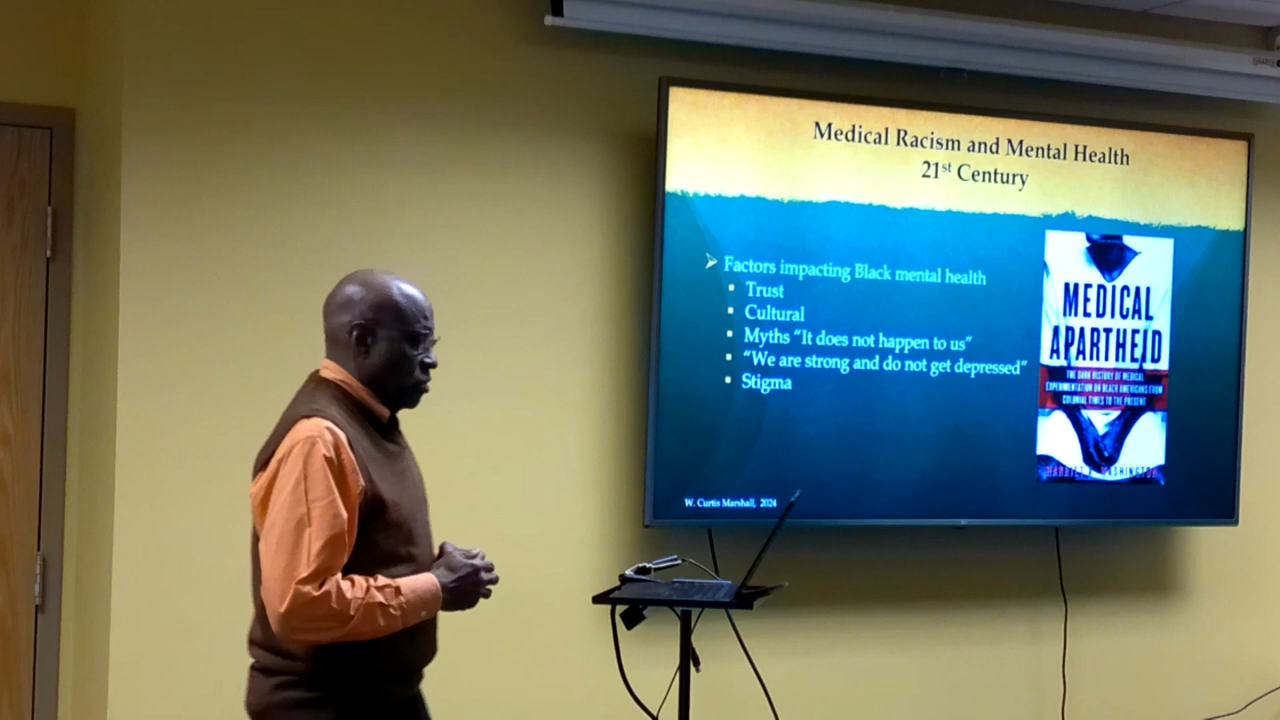 Medical Racism and Mental Health
21st Century
Factors impacting Black mental health
Trust
Cultural
Myths “It does not happen to us”
“We are strong and do not get depressed”
Stigma
MEDICAL
APARTHEID
THE DARK HISTORY OF MEDICAL
EXPERIMENTATION ON BLACK AMERICANS FROM
COLONIAL TIMES TO THE PRESENT
HARRIET A. WASHINGTON
W. Curtis Marshall, 2024